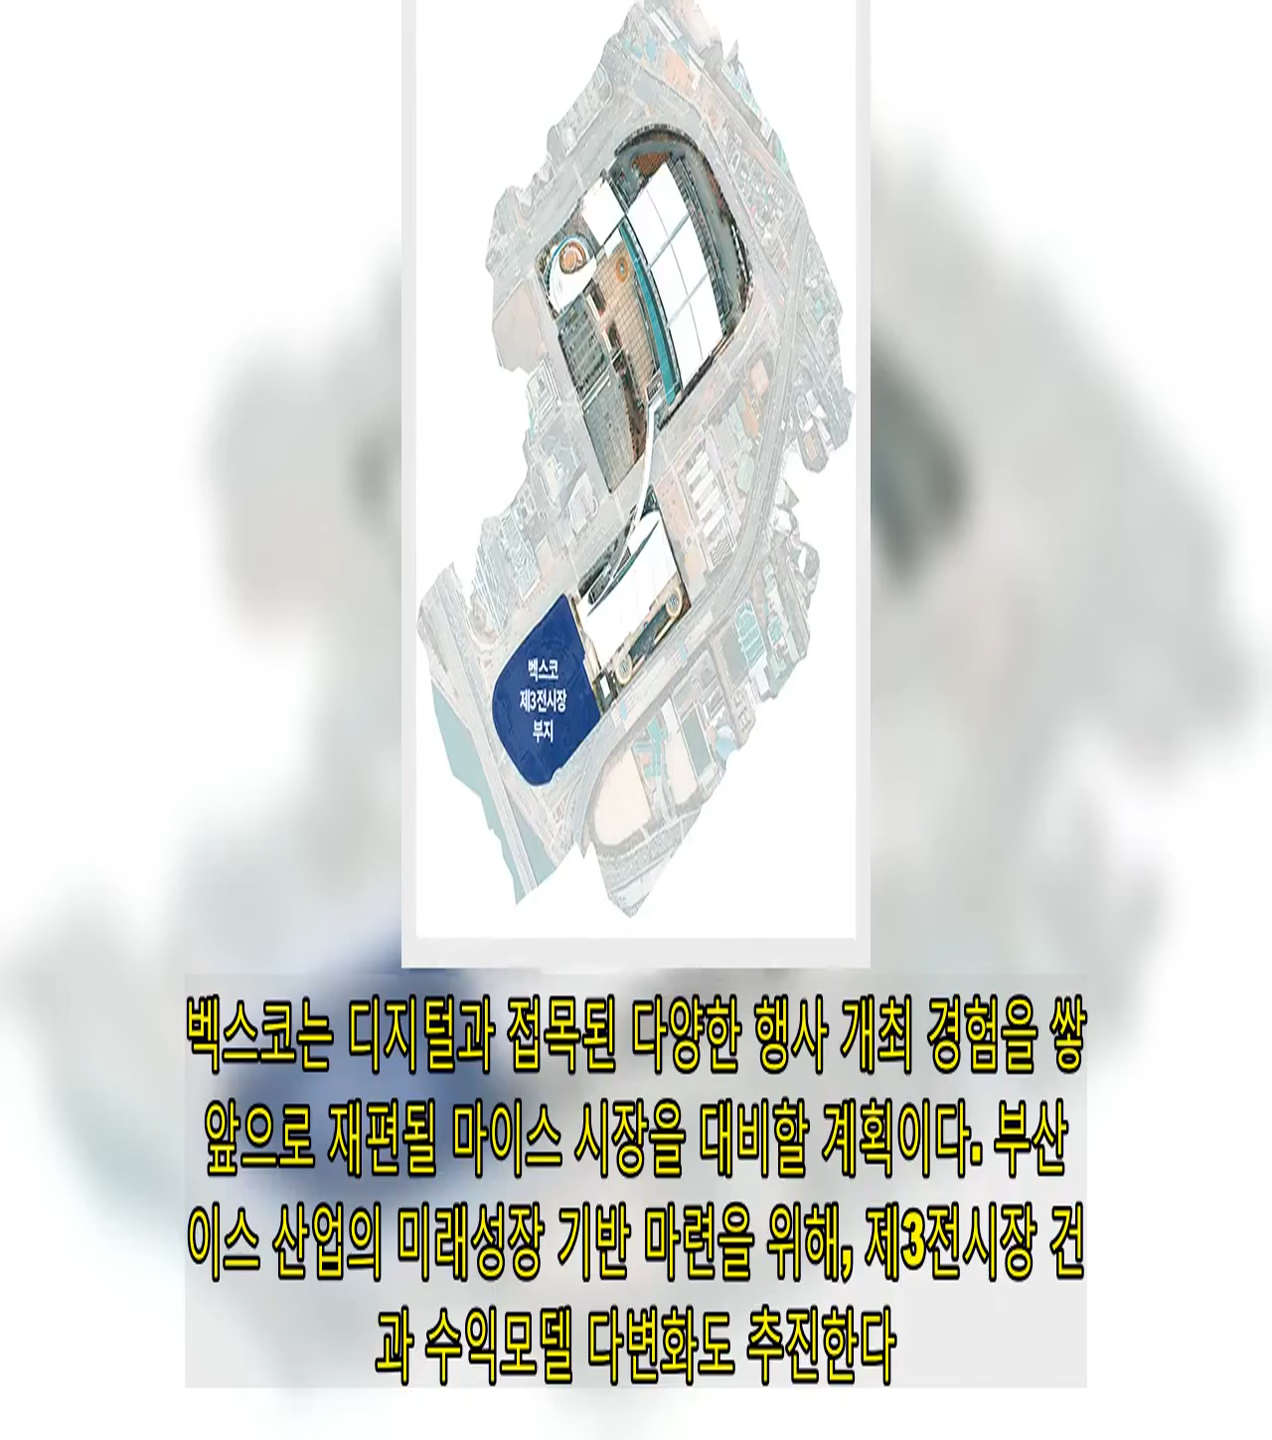 벡스코
제3전시장
부지
벡스코는 디지털과 접목된 다양한 행사 개최 경험을 쌓
앞으로 재편될 마이스 시장을 대비할 계획이다. 부산
이스 산업의 미래성장 기반 마련을 위해, 제3전시장 건
과 수익모델 다변화도 추진한다